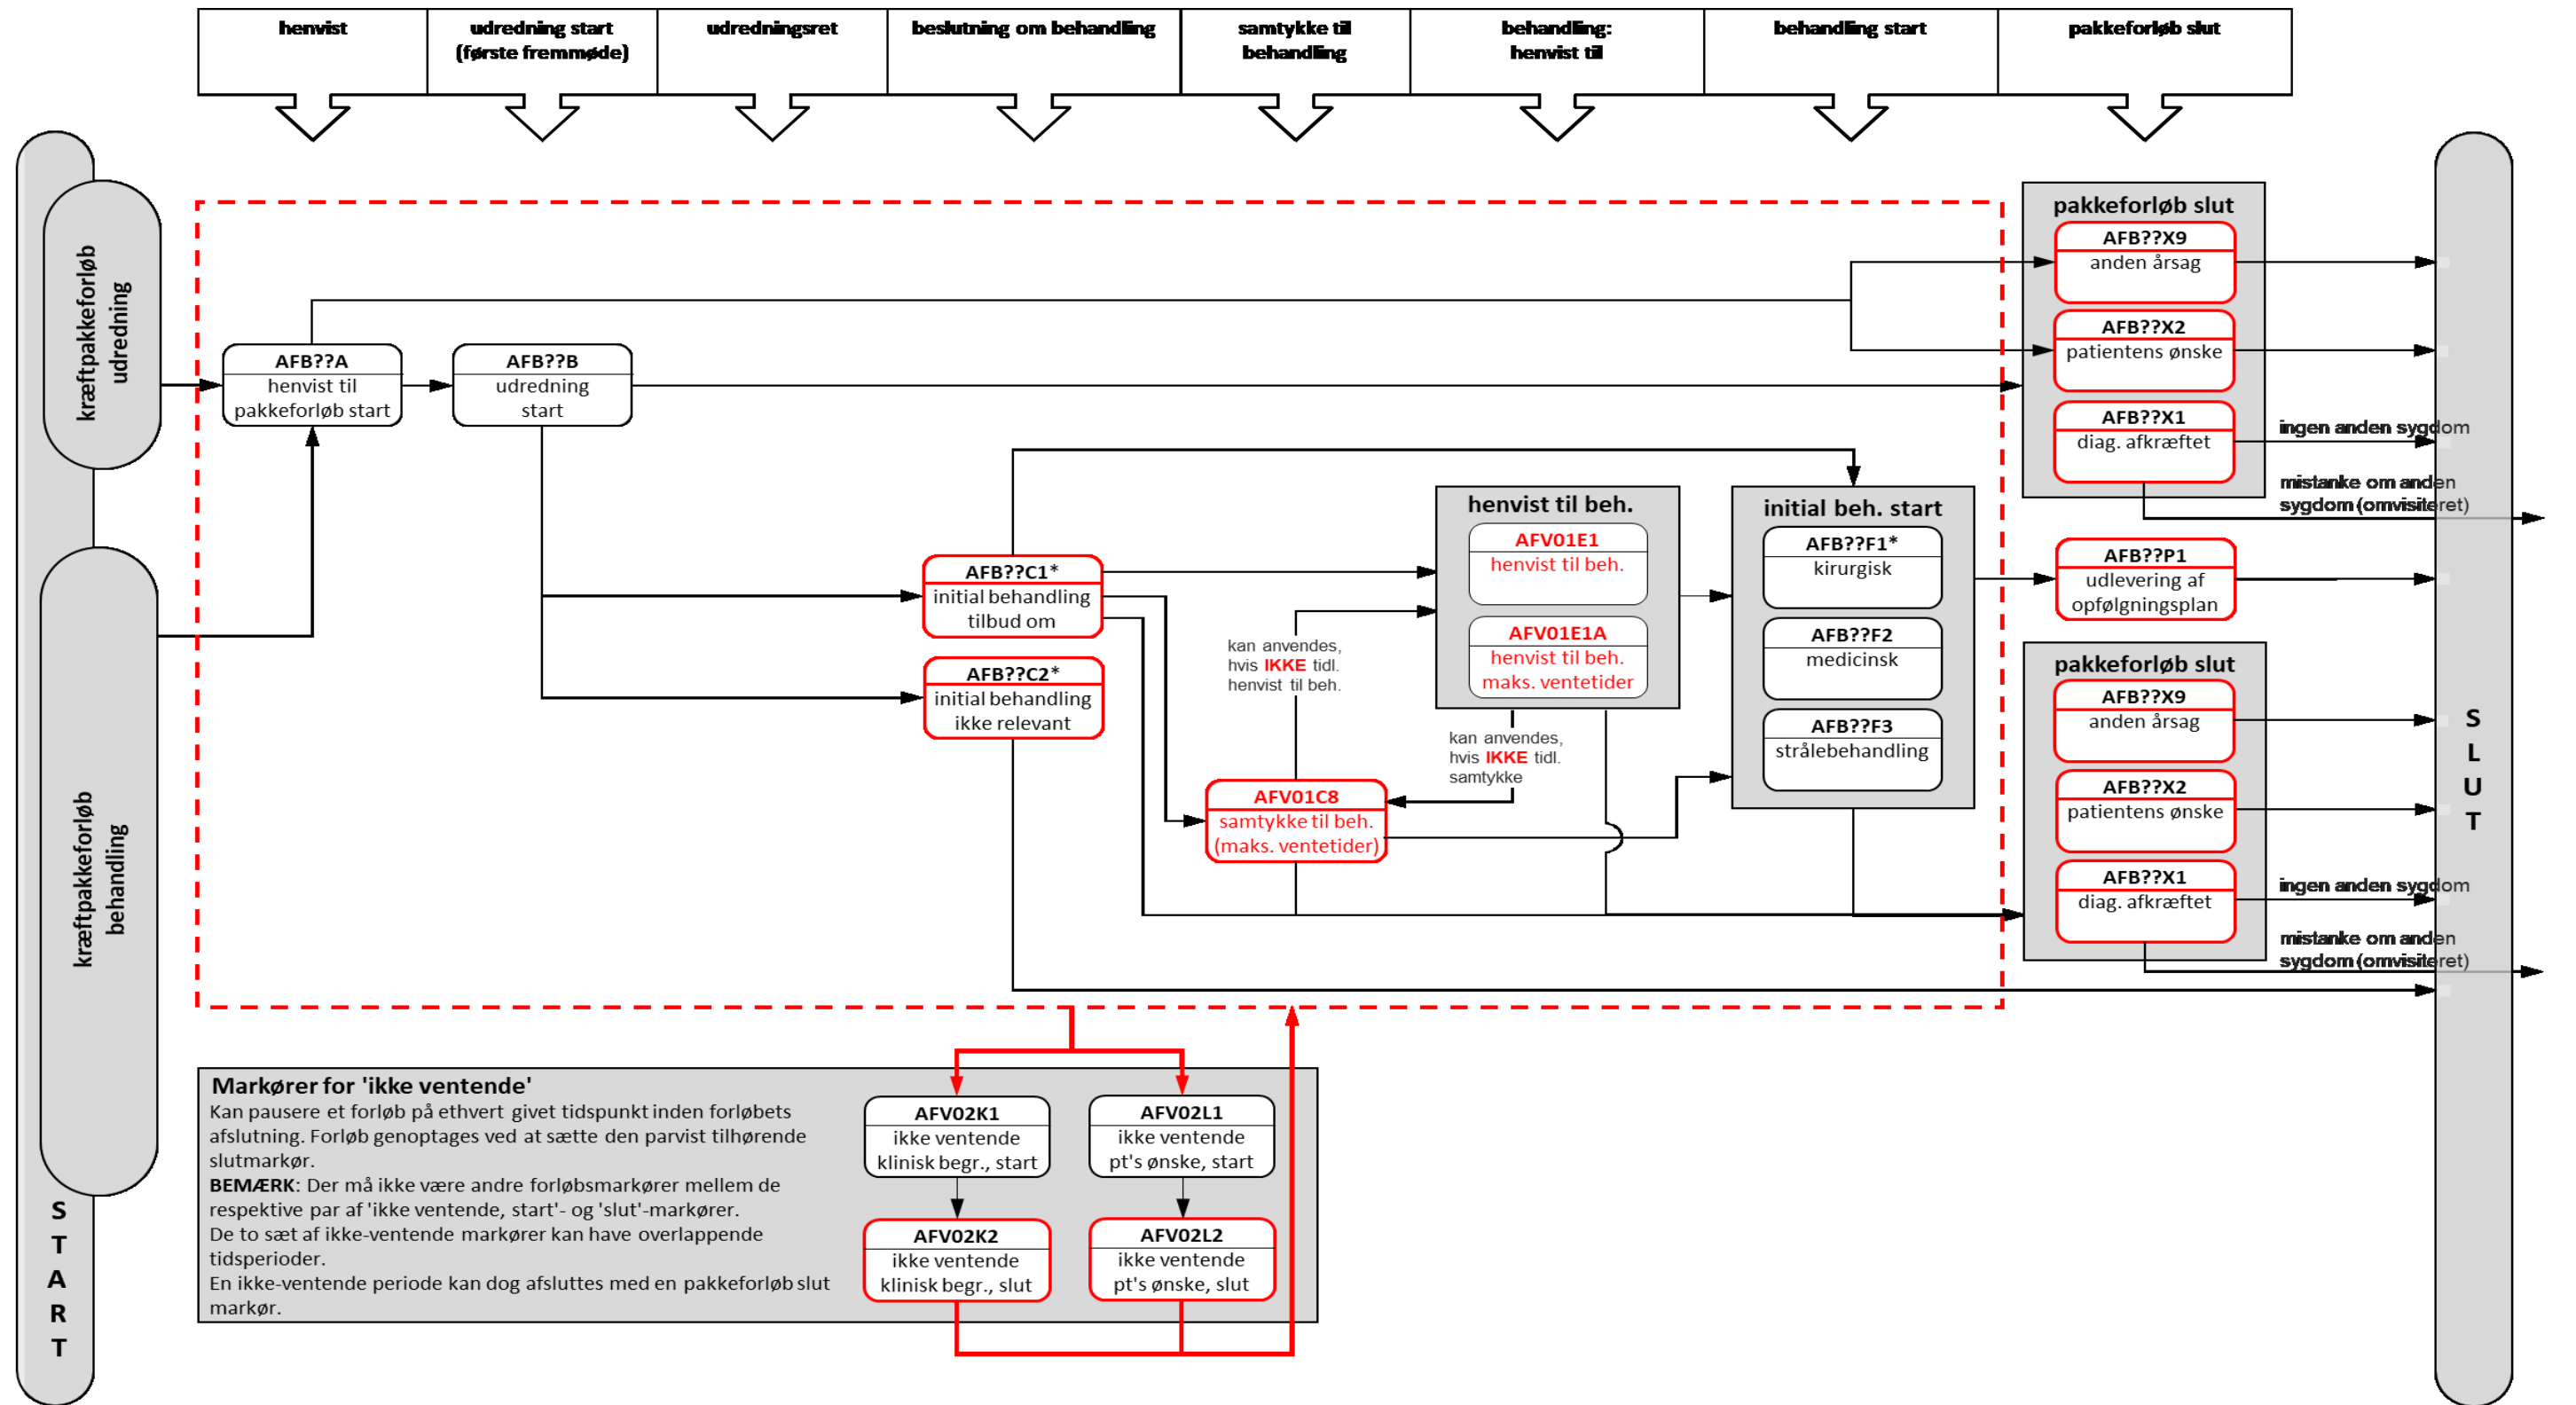 henvist
udredning start
(første fremmøde)
udredningsret
beslutning om behandling
samtykke til
behandling
behandling:
henvist til
behandling start
pakkeforløb slut
kræftpakkeforløb
udredning
kræftpakkeforløb
behandling
S
T
A
R
T
AFB??A
henvist til
pakkeforløb start
AFB??B
udredning
start
AFB??C1*
initial behandling
tilbud om
AFB??C2*
initial behandling
ikke relevant
kan anvendes,
hvis IKKE tidl.
henvist til beh.
AFV01C8
samtykke til beh.
(maks. ventetider)
henvist til beh.
AFV01E1
henvist til beh.
AFV01E1A
henvist til beh.
maks. ventetider
kan anvendes,
hvis IKKE tidl.
samtykke
initial beh. start
AFB??F1*
kirurgisk
AFB??F2
medicinsk
AFB??F3
strålebehandling
pakkeforløb slut
AFB??X9
anden årsag
AFB??X2
patientens ønske
AFB??X1
diag. afkræftet
ingen anden sygdom
mistanke om anden
sygdom (omvisiteret)
AFB??P1
udlevering af
opfølgningsplan
pakkeforløb slut
AFB??X9
anden årsag
AFB??X2
patientens ønske
AFB??X1
diag. afkræftet
ingen anden sygdom
mistanke om anden
sygdom (omvisiteret)
S
L
U
T
Markører for 'ikke ventende'
Kan pausere et forløb på ethvert givet tidspunkt inden forløbets
afslutning. Forløb genoptages ved at sætte den parvist tilhørende
slutmarkør.
BEMÆRK: Der må ikke være andre forløbsmarkører mellem de
respektive par af 'ikke ventende, start'- og 'slut'-markører.
De to sæt af ikke-ventende markører kan have overlappende
tidsperioder.
En ikke-ventende periode kan dog afsluttes med en pakkeforløb slut
markør.
AFV02K1
ikke ventende
klinisk begr., start
AFV02L1
ikke ventende
pt's ønske, start
AFV02K2
ikke ventende
klinisk begr., slut
AFV02L2
ikke ventende
pt's ønske, slut